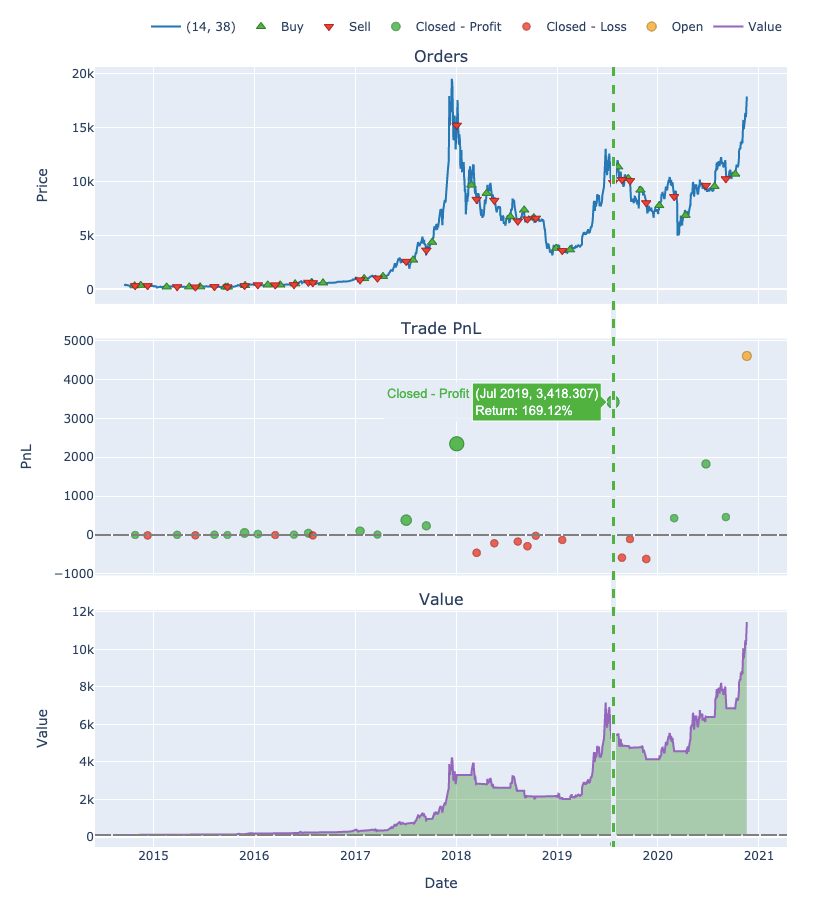 (14, 38) Buy Sell Closed - Profit Closed - Loss Open Value
Orders
20k
15k
10k
5k
0
Price
Trade PnL
5000
4000
3000
2000
1000
0
−1000
PnL
Closed - Profit
(Jul 2019, 3,418.307)
Return: 169.12%
Value
12k
10k
8k
6k
4k
2k
0
Value
2015 2016 2017 2018 2019 2020 2021
Date